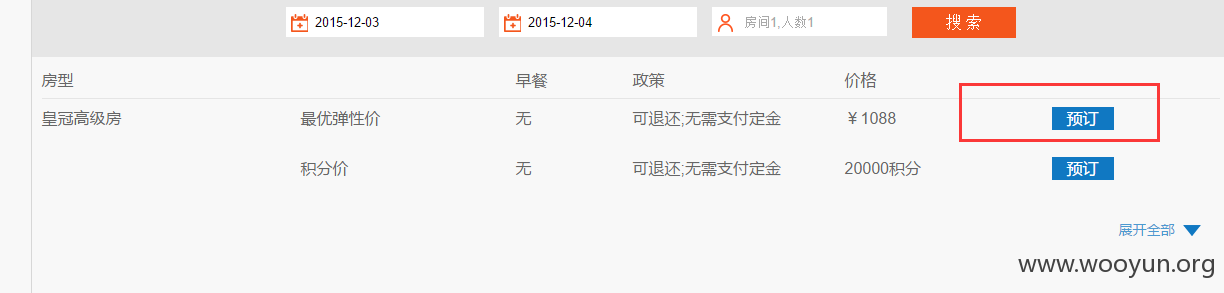 2015-12-03 2015-12-04 房间1,人数1 搜 索
房型 早餐 政策 价格
皇冠高级房 最优弹性价 无 可退还;无需支付定金 ￥1088 预订
积分价 无 可退还;无需支付定金 20000积分 预订
展开全部
www.wooyun.org